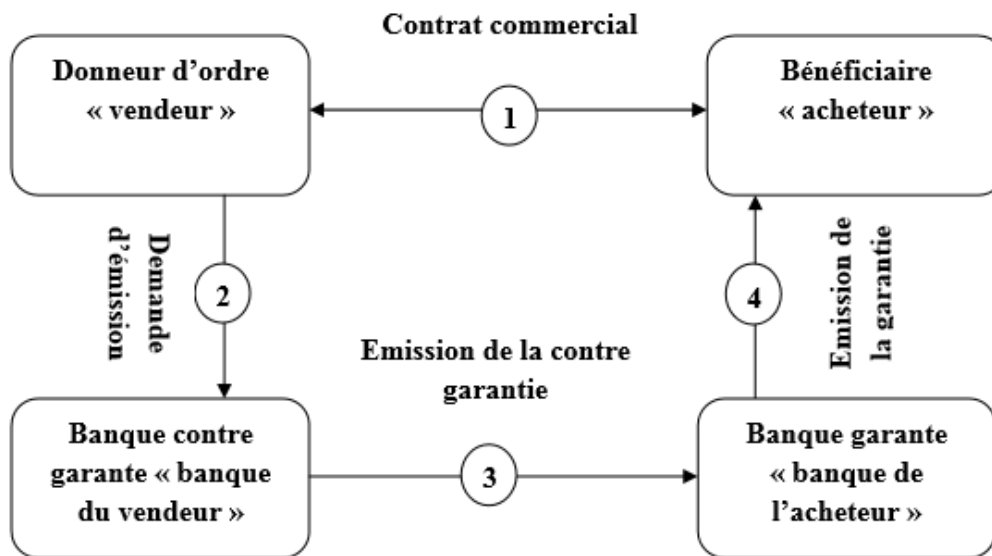 Contrat commercial
Donneur d’ordre
« vendeur »
1
Bénéficiaire
« acheteur »
Demande
d’émission
2
4
Emission de
la garantie
Emission de la contre
garantie
Banque contre
garante « banque
du vendeur »
3
Banque garante
« banque de
l’acheteur »